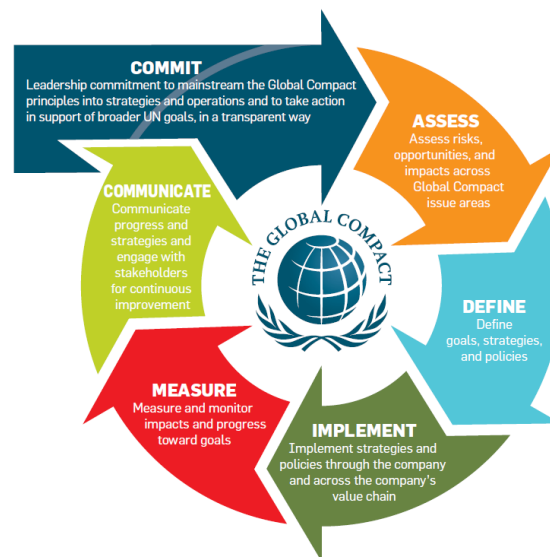 COMMIT
Leadership commitment to mainstream the Global Compact
principles into strategies and operations and to take action
in support of broader UN goals, in a transparent way
ASSESS
Assess risks,
opportunities, and
impacts across
Global Compact
issue areas
DEFINE
Define
goals, strategies,
and policies
IMPLEMENT
Implement strategies and
policies through the company
and across the company's
value chain
MEASURE
Measure and monitor
impacts and progress
toward goals
COMMUNICATE
Communicate
progress and
strategies and
engage with
stakeholders
for continuous
improvement
THE GLOBAL COMPACT